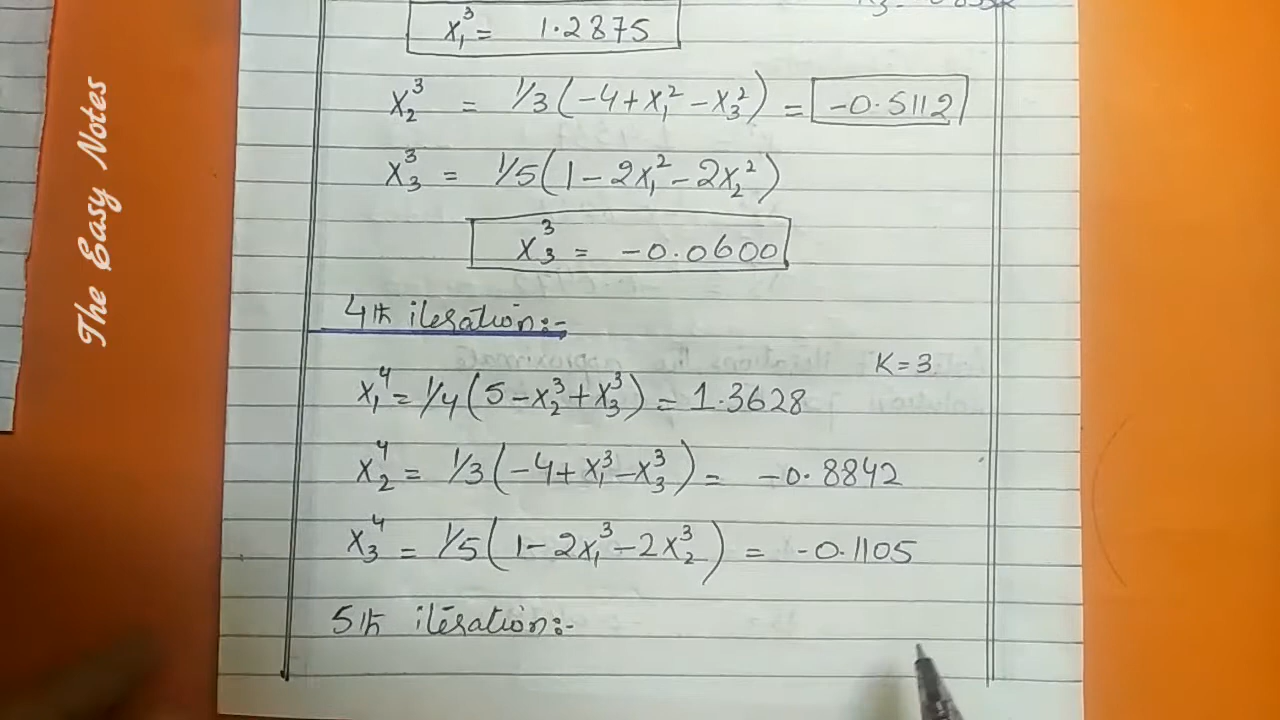 x₁³ = 1.2875
x₂³ = 1/3(-4+x₁²-x₃²) = -0.5112
x₃³ = 1/5(1-2x₁²-2x₂²)
x₃³ = -0.0600
4th iteration:-
K=3
x₁⁴ = 1/4(5-x₂³+x₃³) = 1.3628
x₂⁴ = 1/3(-4+x₁³-x₃³) = -0.8842
x₃⁴ = 1/5(1-2x₁³-2x₂³) = -0.1105
5th iteration:-
The Easy Notes